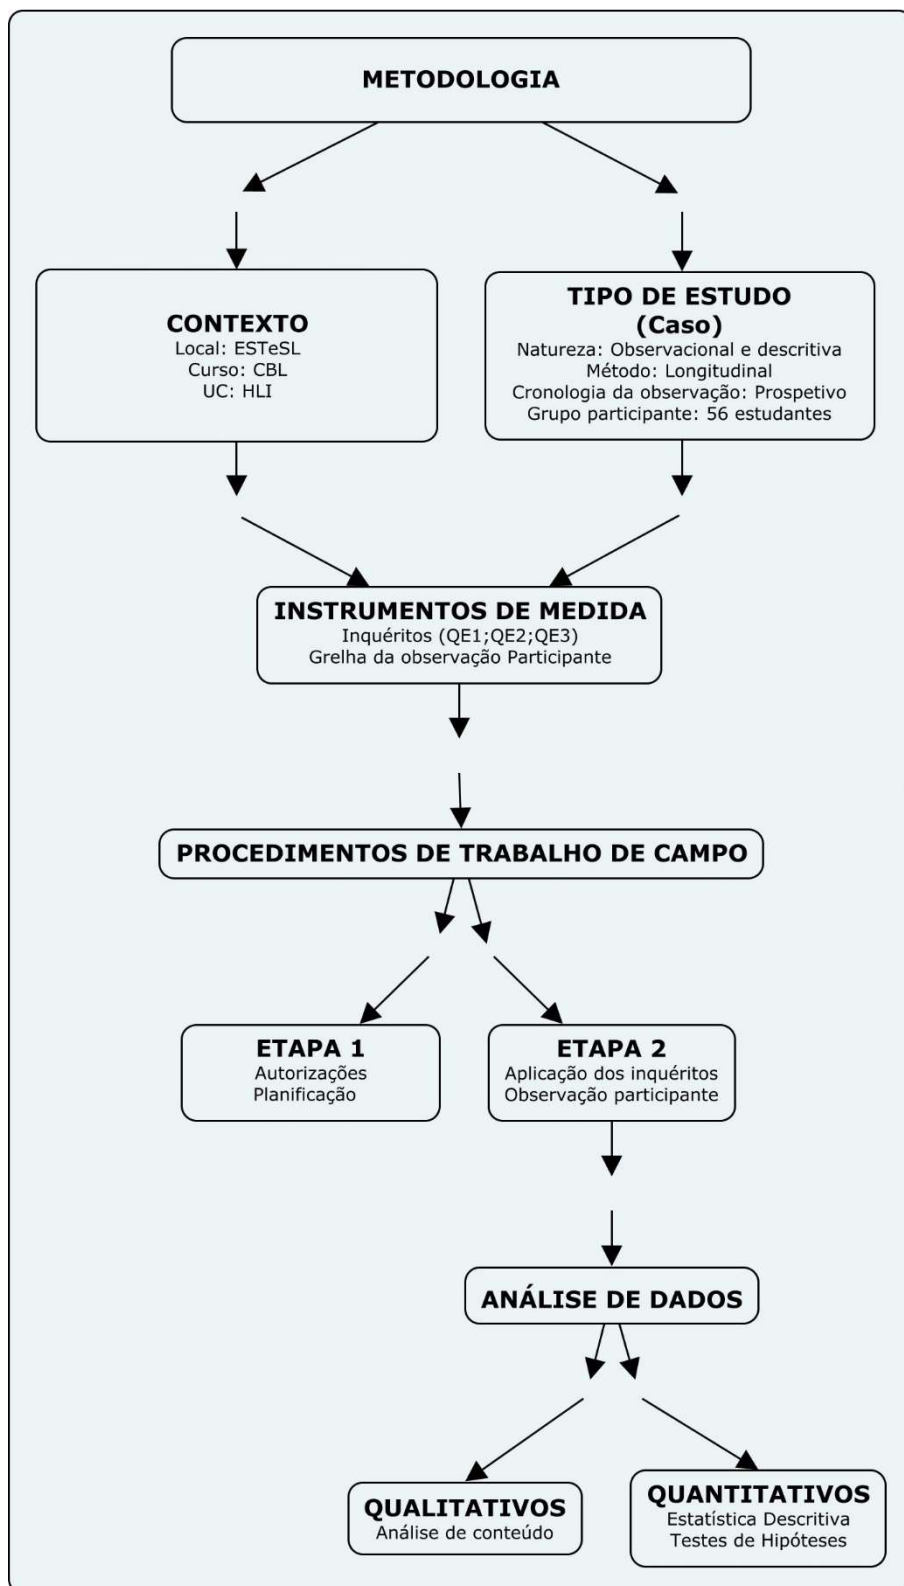 METODOLOGIA
CONTEXTO
Local: ESTeSL
Curso: CBL
UC: HLI
TIPO DE ESTUDO
(Caso)
Natureza: Observacional e descritiva
Método: Longitudinal
Cronologia da observação: Prospetivo
Grupo participante: 56 estudantes
INSTRUMENTOS DE MEDIDA
Inquéritos (QE1;QE2;QE3)
Grelha da observação Participante
PROCEDIMENTOS DE TRABALHO DE CAMPO
ETAPA 1
Autorizações
Planificação
ETAPA 2
Aplicação dos inquéritos
Observação participante
ANÁLISE DE DADOS
QUALITATIVOS
Análise de conteúdo
QUANTITATIVOS
Estatística Descritiva
Testes de Hipóteses